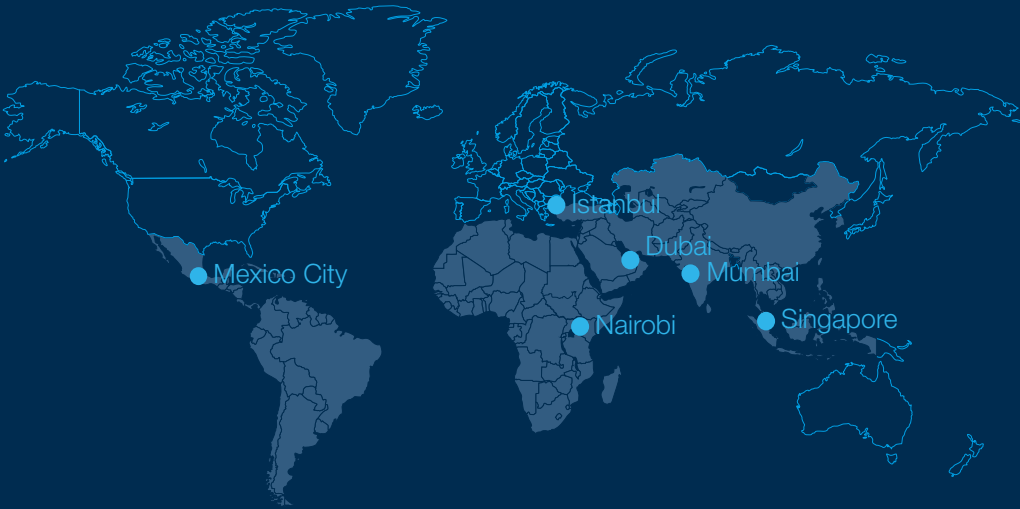 Istanbul
Dubai
Mumbai
Mexico City
Singapore
Nairobi